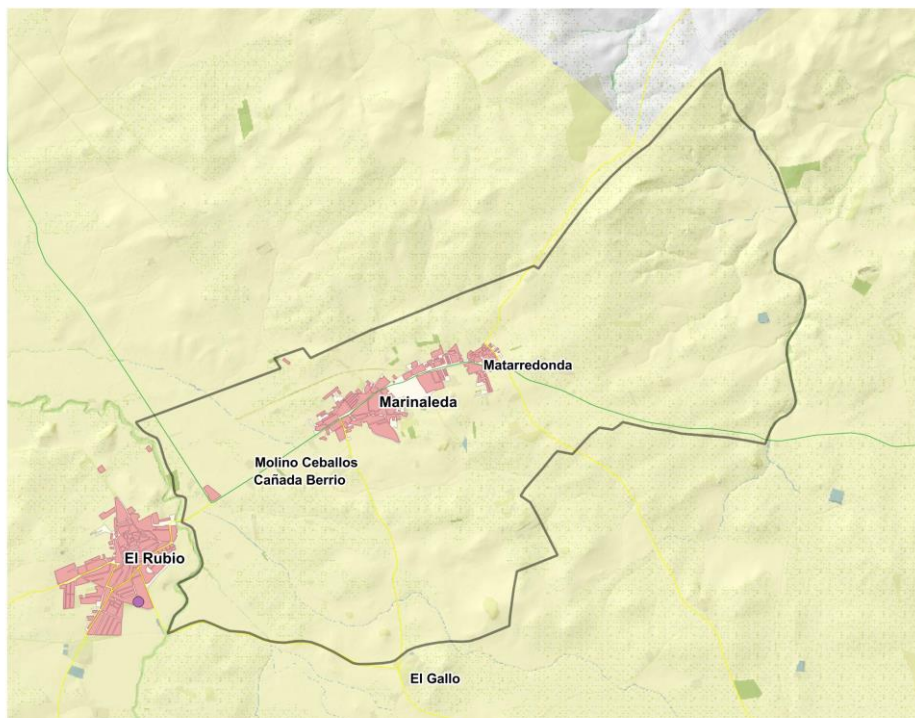 Matarredonda
Marinaleda
Molino Ceballos
Cañada Berrio
El Rubio
El Gallo